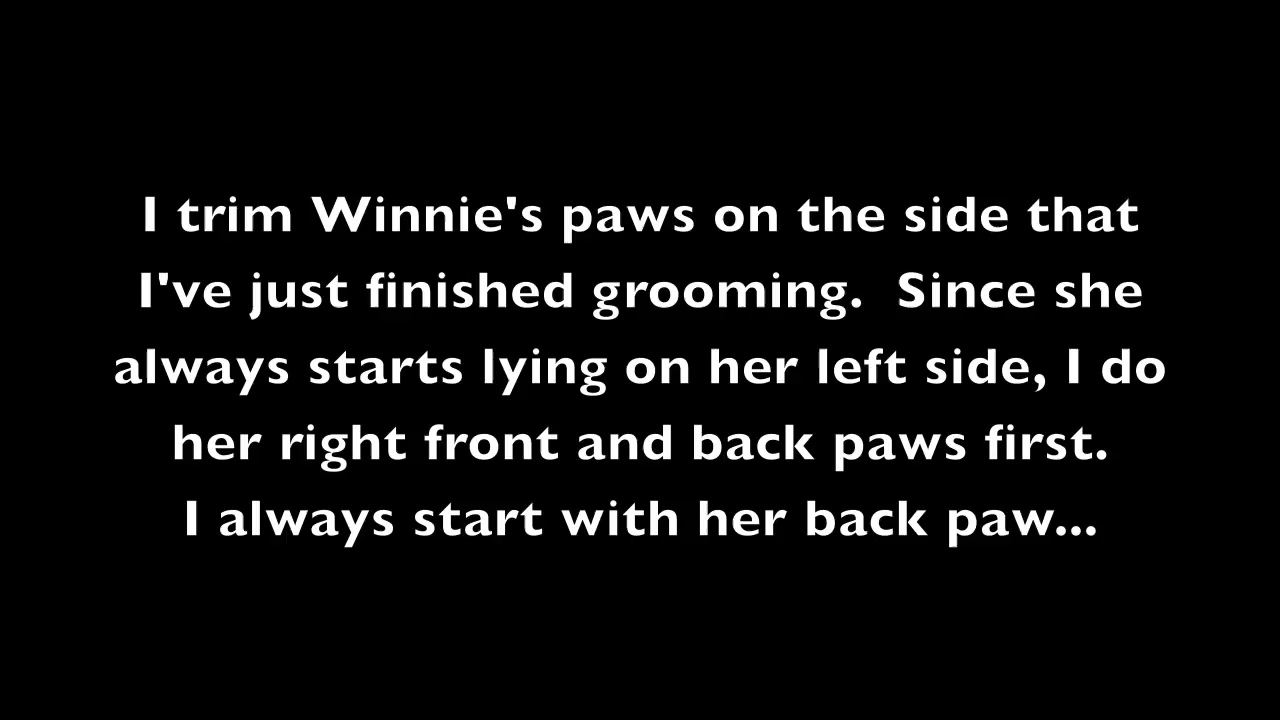 I trim Winnie's paws on the side that
I've just finished grooming.  Since she
always starts lying on her left side, I do
her right front and back paws first.
I always start with her back paw...